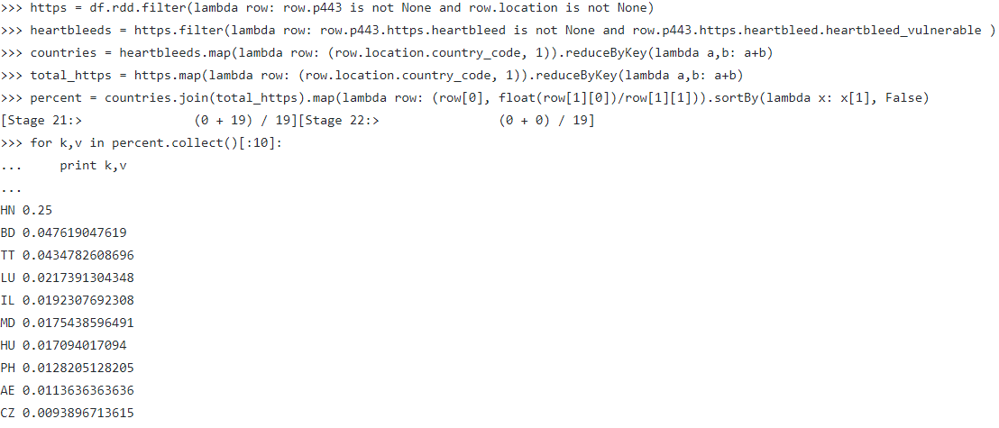 >>> https = df.rdd.filter(lambda row: row.p443 is not None and row.location is not None)
>>> heartbleeds = https.filter(lambda row: row.p443.https.heartbleed is not None and row.p443.https.heartbleed.heartbleed_vulnerable )
>>> countries = heartbleeds.map(lambda row: (row.location.country_code, 1)).reduceByKey(lambda a,b: a+b)
>>> total_https = https.map(lambda row: (row.location.country_code, 1)).reduceByKey(lambda a,b: a+b)
>>> percent = countries.join(total_https).map(lambda row: (row[0], float(row[1][0])/row[1][1])).sortBy(lambda x: x[1], False)
[Stage 21:>               (0 + 19) / 19][Stage 22:>                (0 + 0) / 19]
>>> for k,v in percent.collect()[:10]:
...     print k,v
...
HN 0.25
BD 0.047619047619
TT 0.0434782608696
LU 0.0217391304348
IL 0.0192307692308
MD 0.0175438596491
HU 0.017094017094
PH 0.0128205128205
AE 0.0113636363636
CZ 0.0093896713615